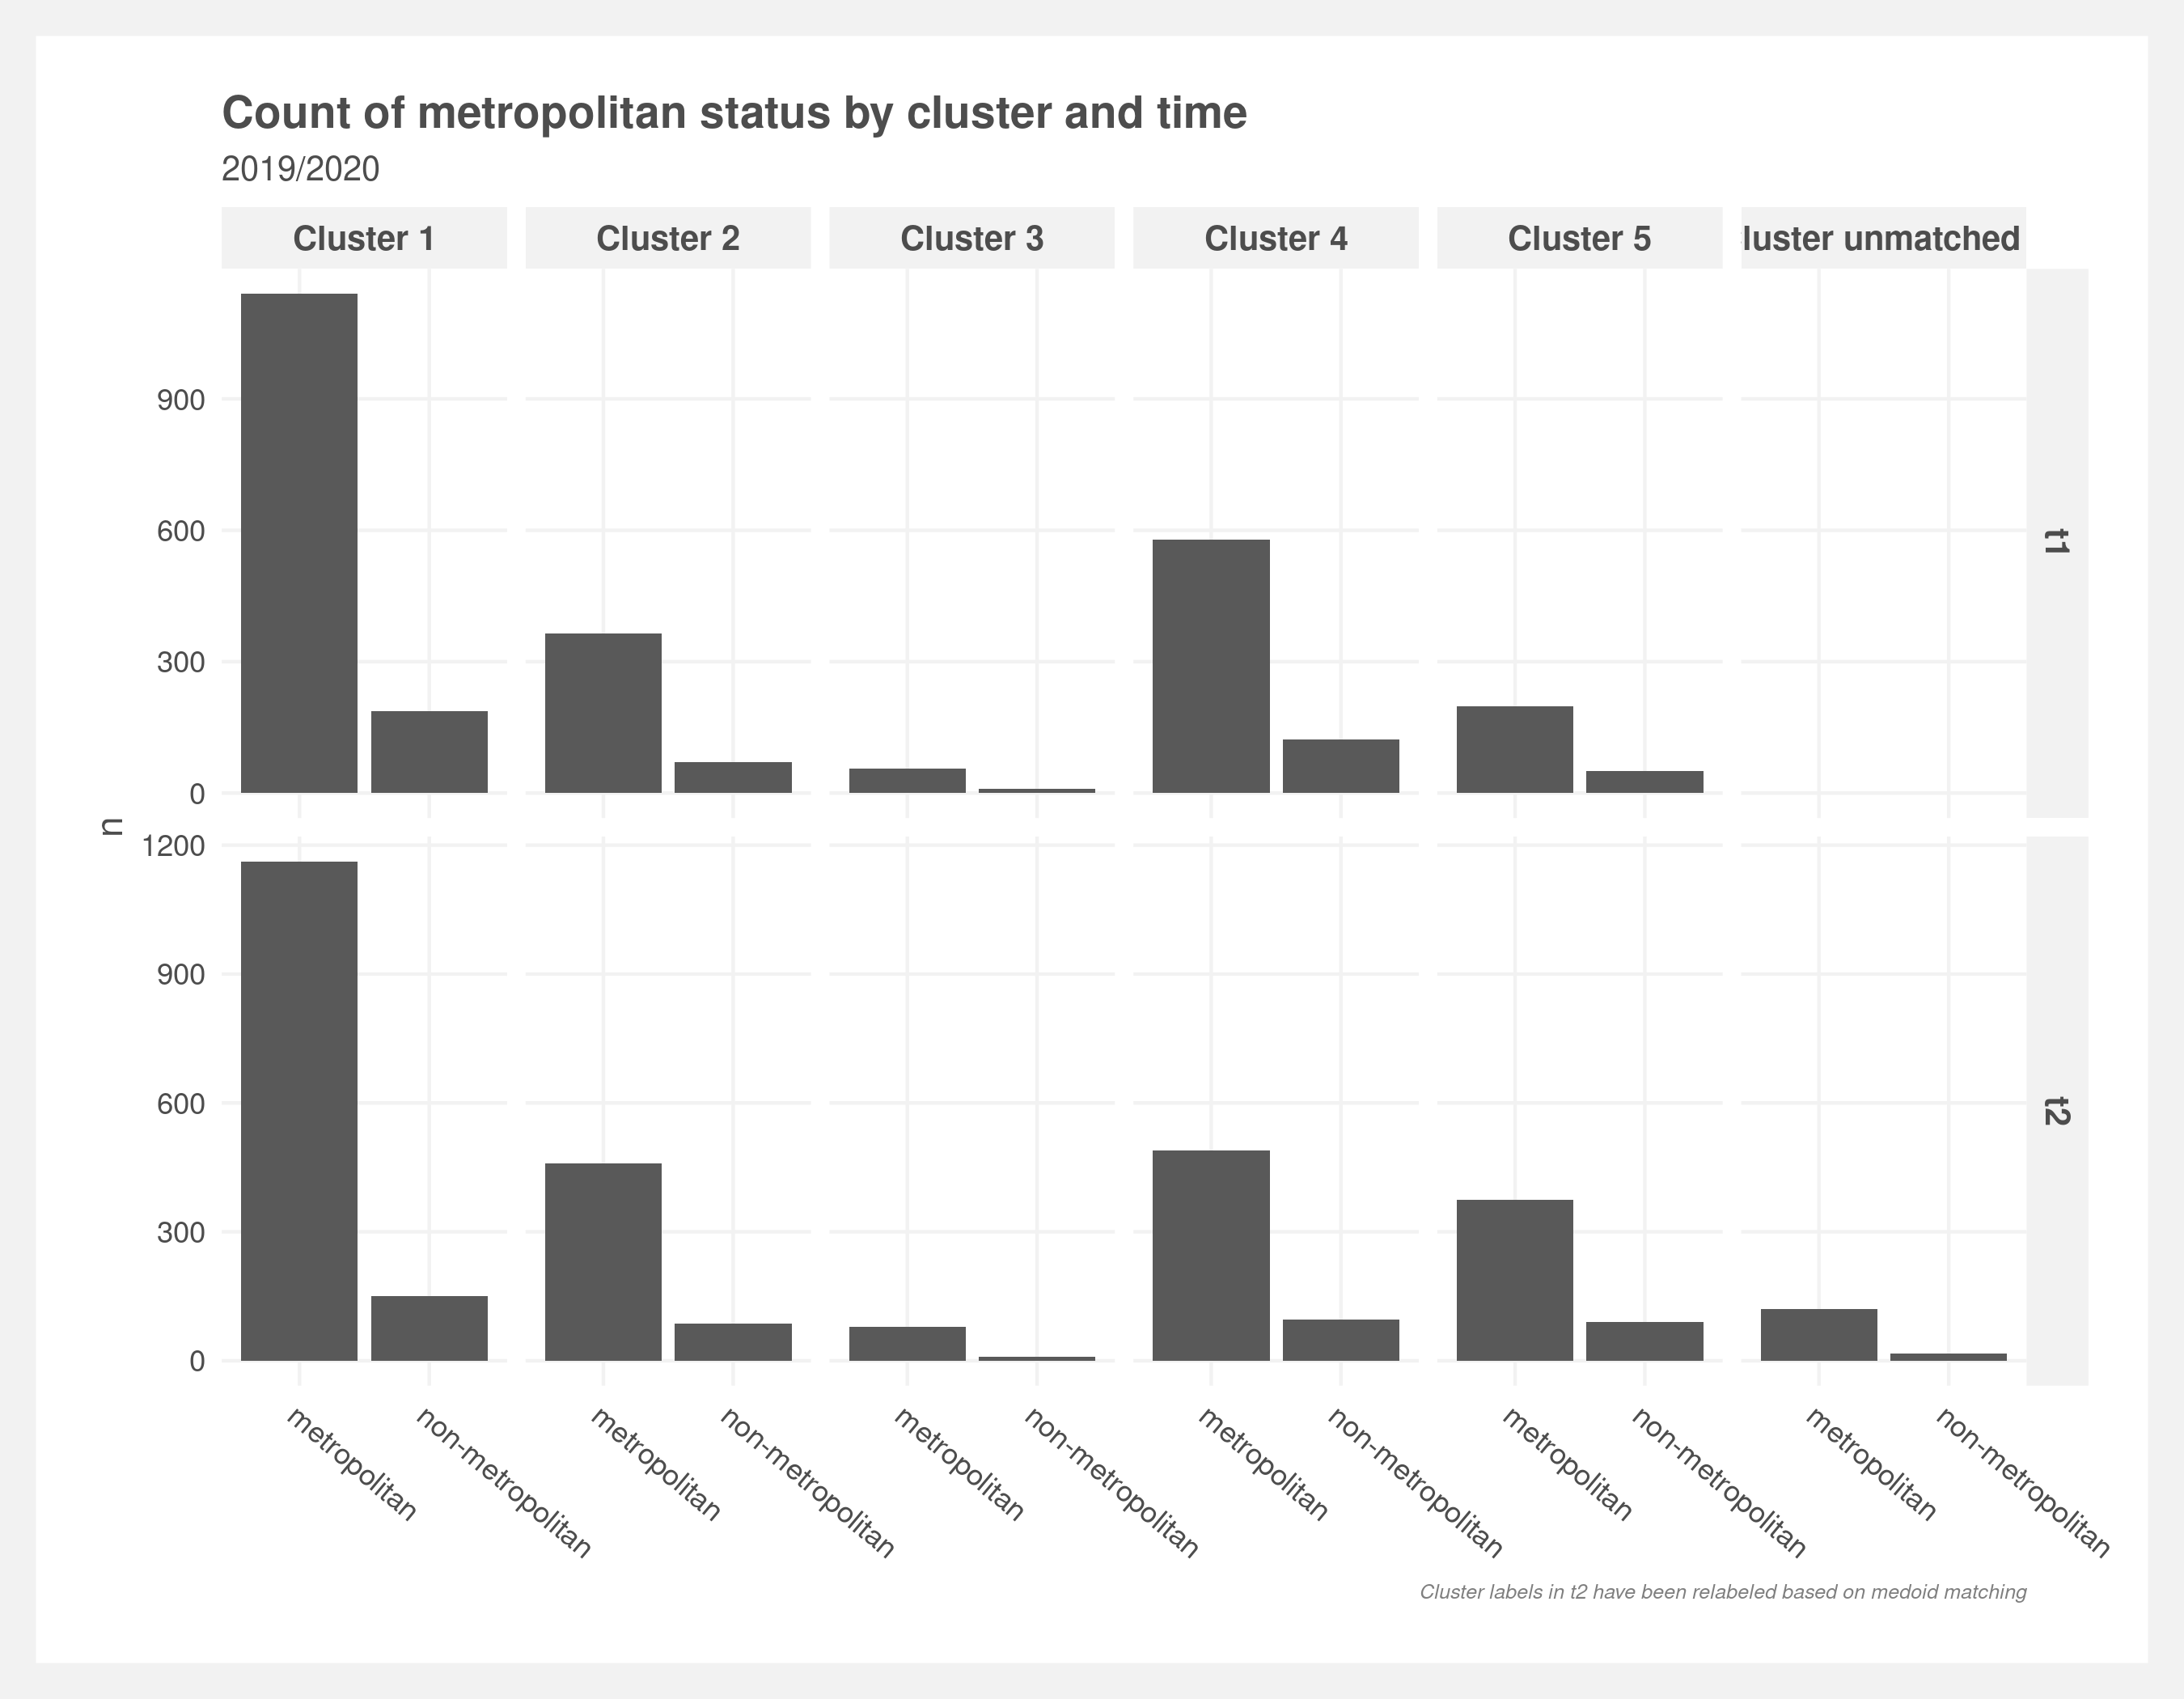 Count of metropolitan status by cluster and time
2019/2020
Cluster 1 Cluster 2 Cluster 3 Cluster 4 Cluster 5 luster unmatched
900
600
300
0
t1
n
1200
900
600
300
0
t2
metropolitan non-metropolitan metropolitan non-metropolitan metropolitan non-metropolitan metropolitan non-metropolitan metropolitan non-metropolitan metropolitan non-metropolitan
Cluster labels in t2 have been relabeled based on medoid matching